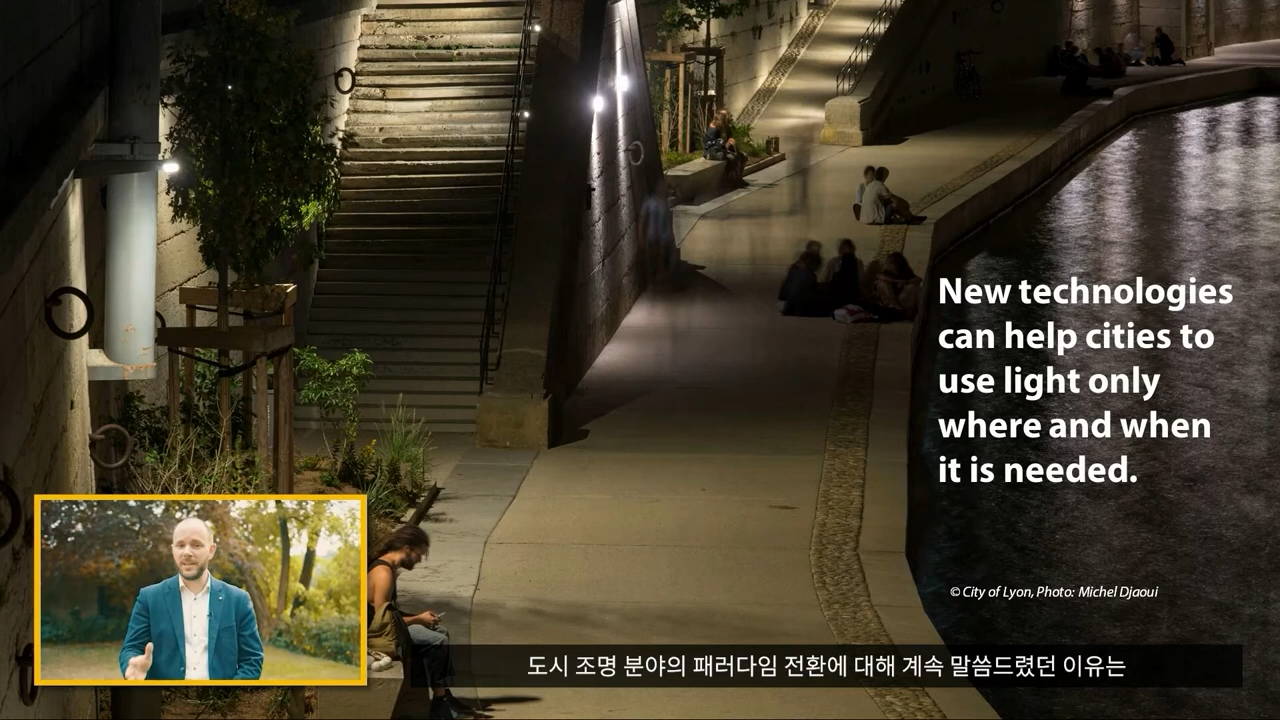 New technologies
can help cities to
use light only
where and when
it is needed.
© City of Lyon, Photo: Michel Djaoui
도시 조명 분야의 패러다임 전환에 대해 계속 말씀드렸던 이유는